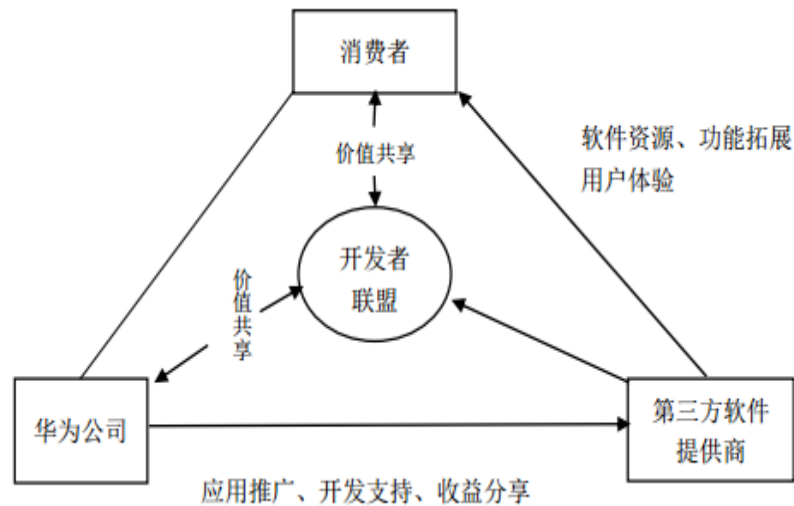 消费者
软件资源、功能拓展
用户体验
价值共享
开发者
联盟
价值共享
华为公司
第三方软件
提供商
应用推广、开发支持、收益分享